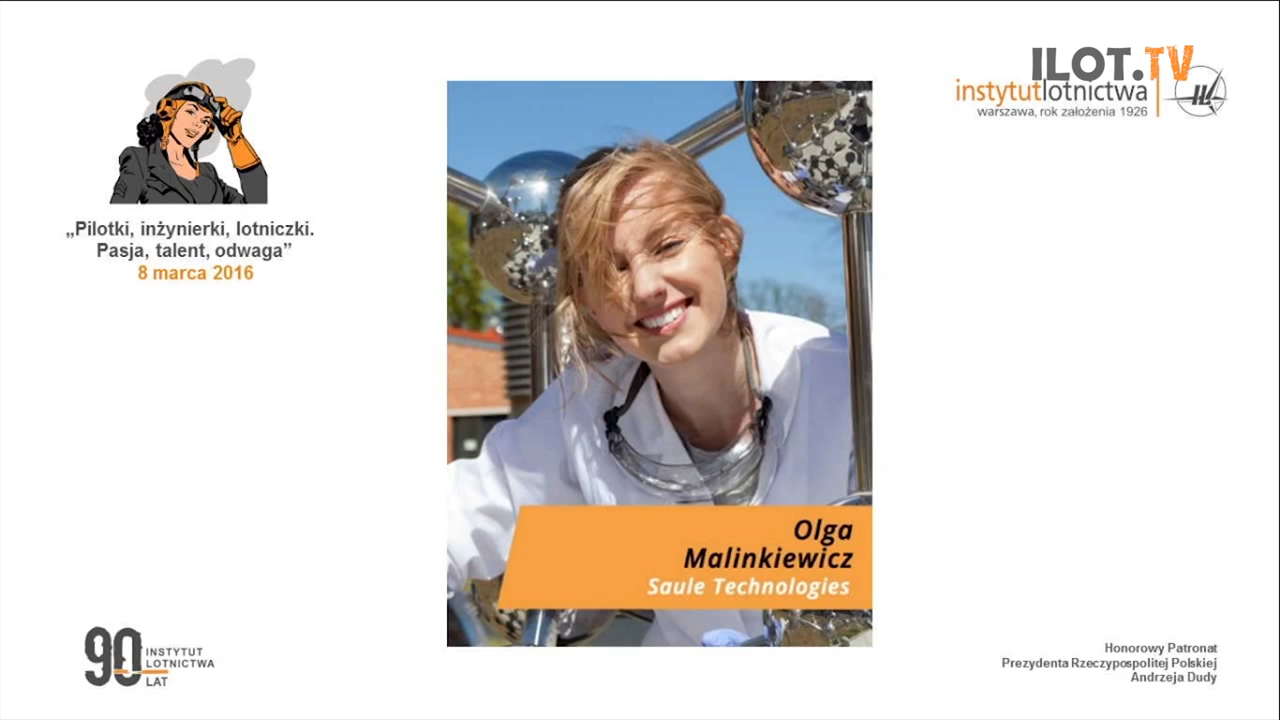 „Pilotki, inżynierki, lotniczki.
Pasja, talent, odwaga”
8 marca 2016
ILOT.TV
instytutlotnictwa
warszawa, rok założenia 1926
Olga
Malinkiewicz
Saule Technologies
90 INSTYTUT
LOTNICTWA
LAT
Honorowy Patronat
Prezydenta Rzeczypospolitej Polskiej
Andrzeja Dudy